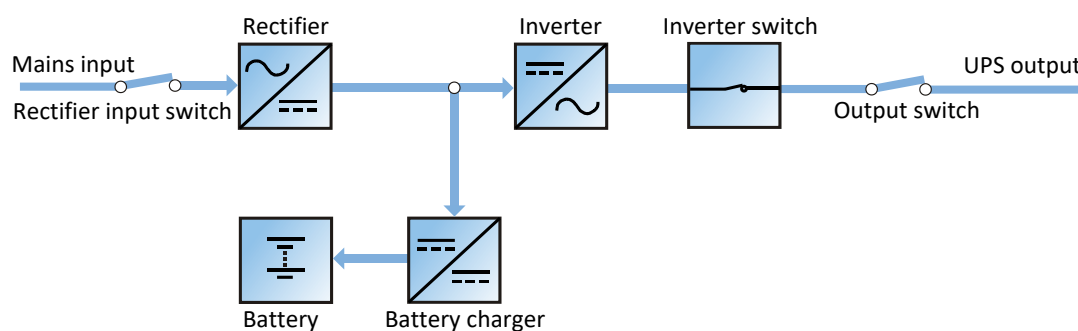 Rectifier
Inverter
Inverter switch
Mains input
UPS output
Rectifier input switch
Output switch
Battery
Battery charger